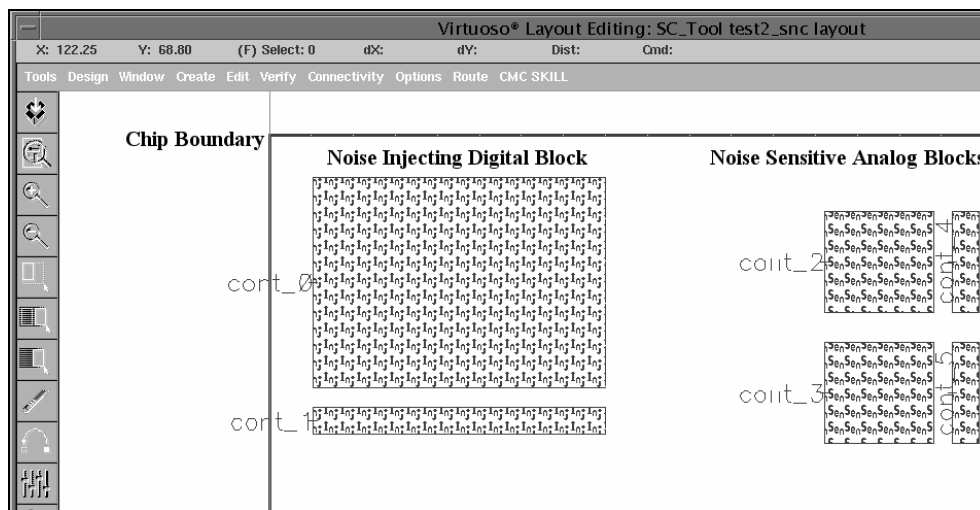 Virtuoso® Layout Editing: SC_Tool test2_snc layout
X: 122.25 Y: 68.80 (F) Select: 0 dX: dY: Dist: Cmd:
Tools Design Window Create Edit Verify Connectivity Options Route CMC SKILL
Chip Boundary
Noise Injecting Digital Block
Noise Sensitive Analog Blocks
cont_0
cont_1
cont_2
cont_3
cont_4
cont_5